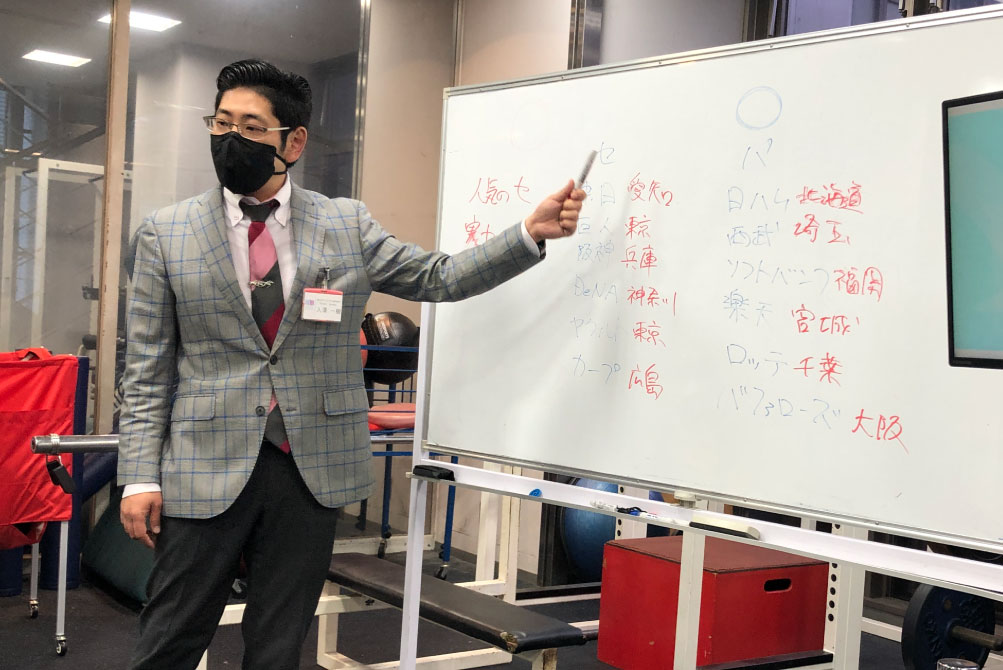 セ パ
人気のセ
日 愛知
巨人 東京
阪神 兵庫
DeNA 神奈川
ヤクルト 東京
カープ 広島
日ハム 北海道
西武 埼玉
ソフトバンク 福岡
楽天 宮城
ロッテ 千葉
バファローズ 大阪